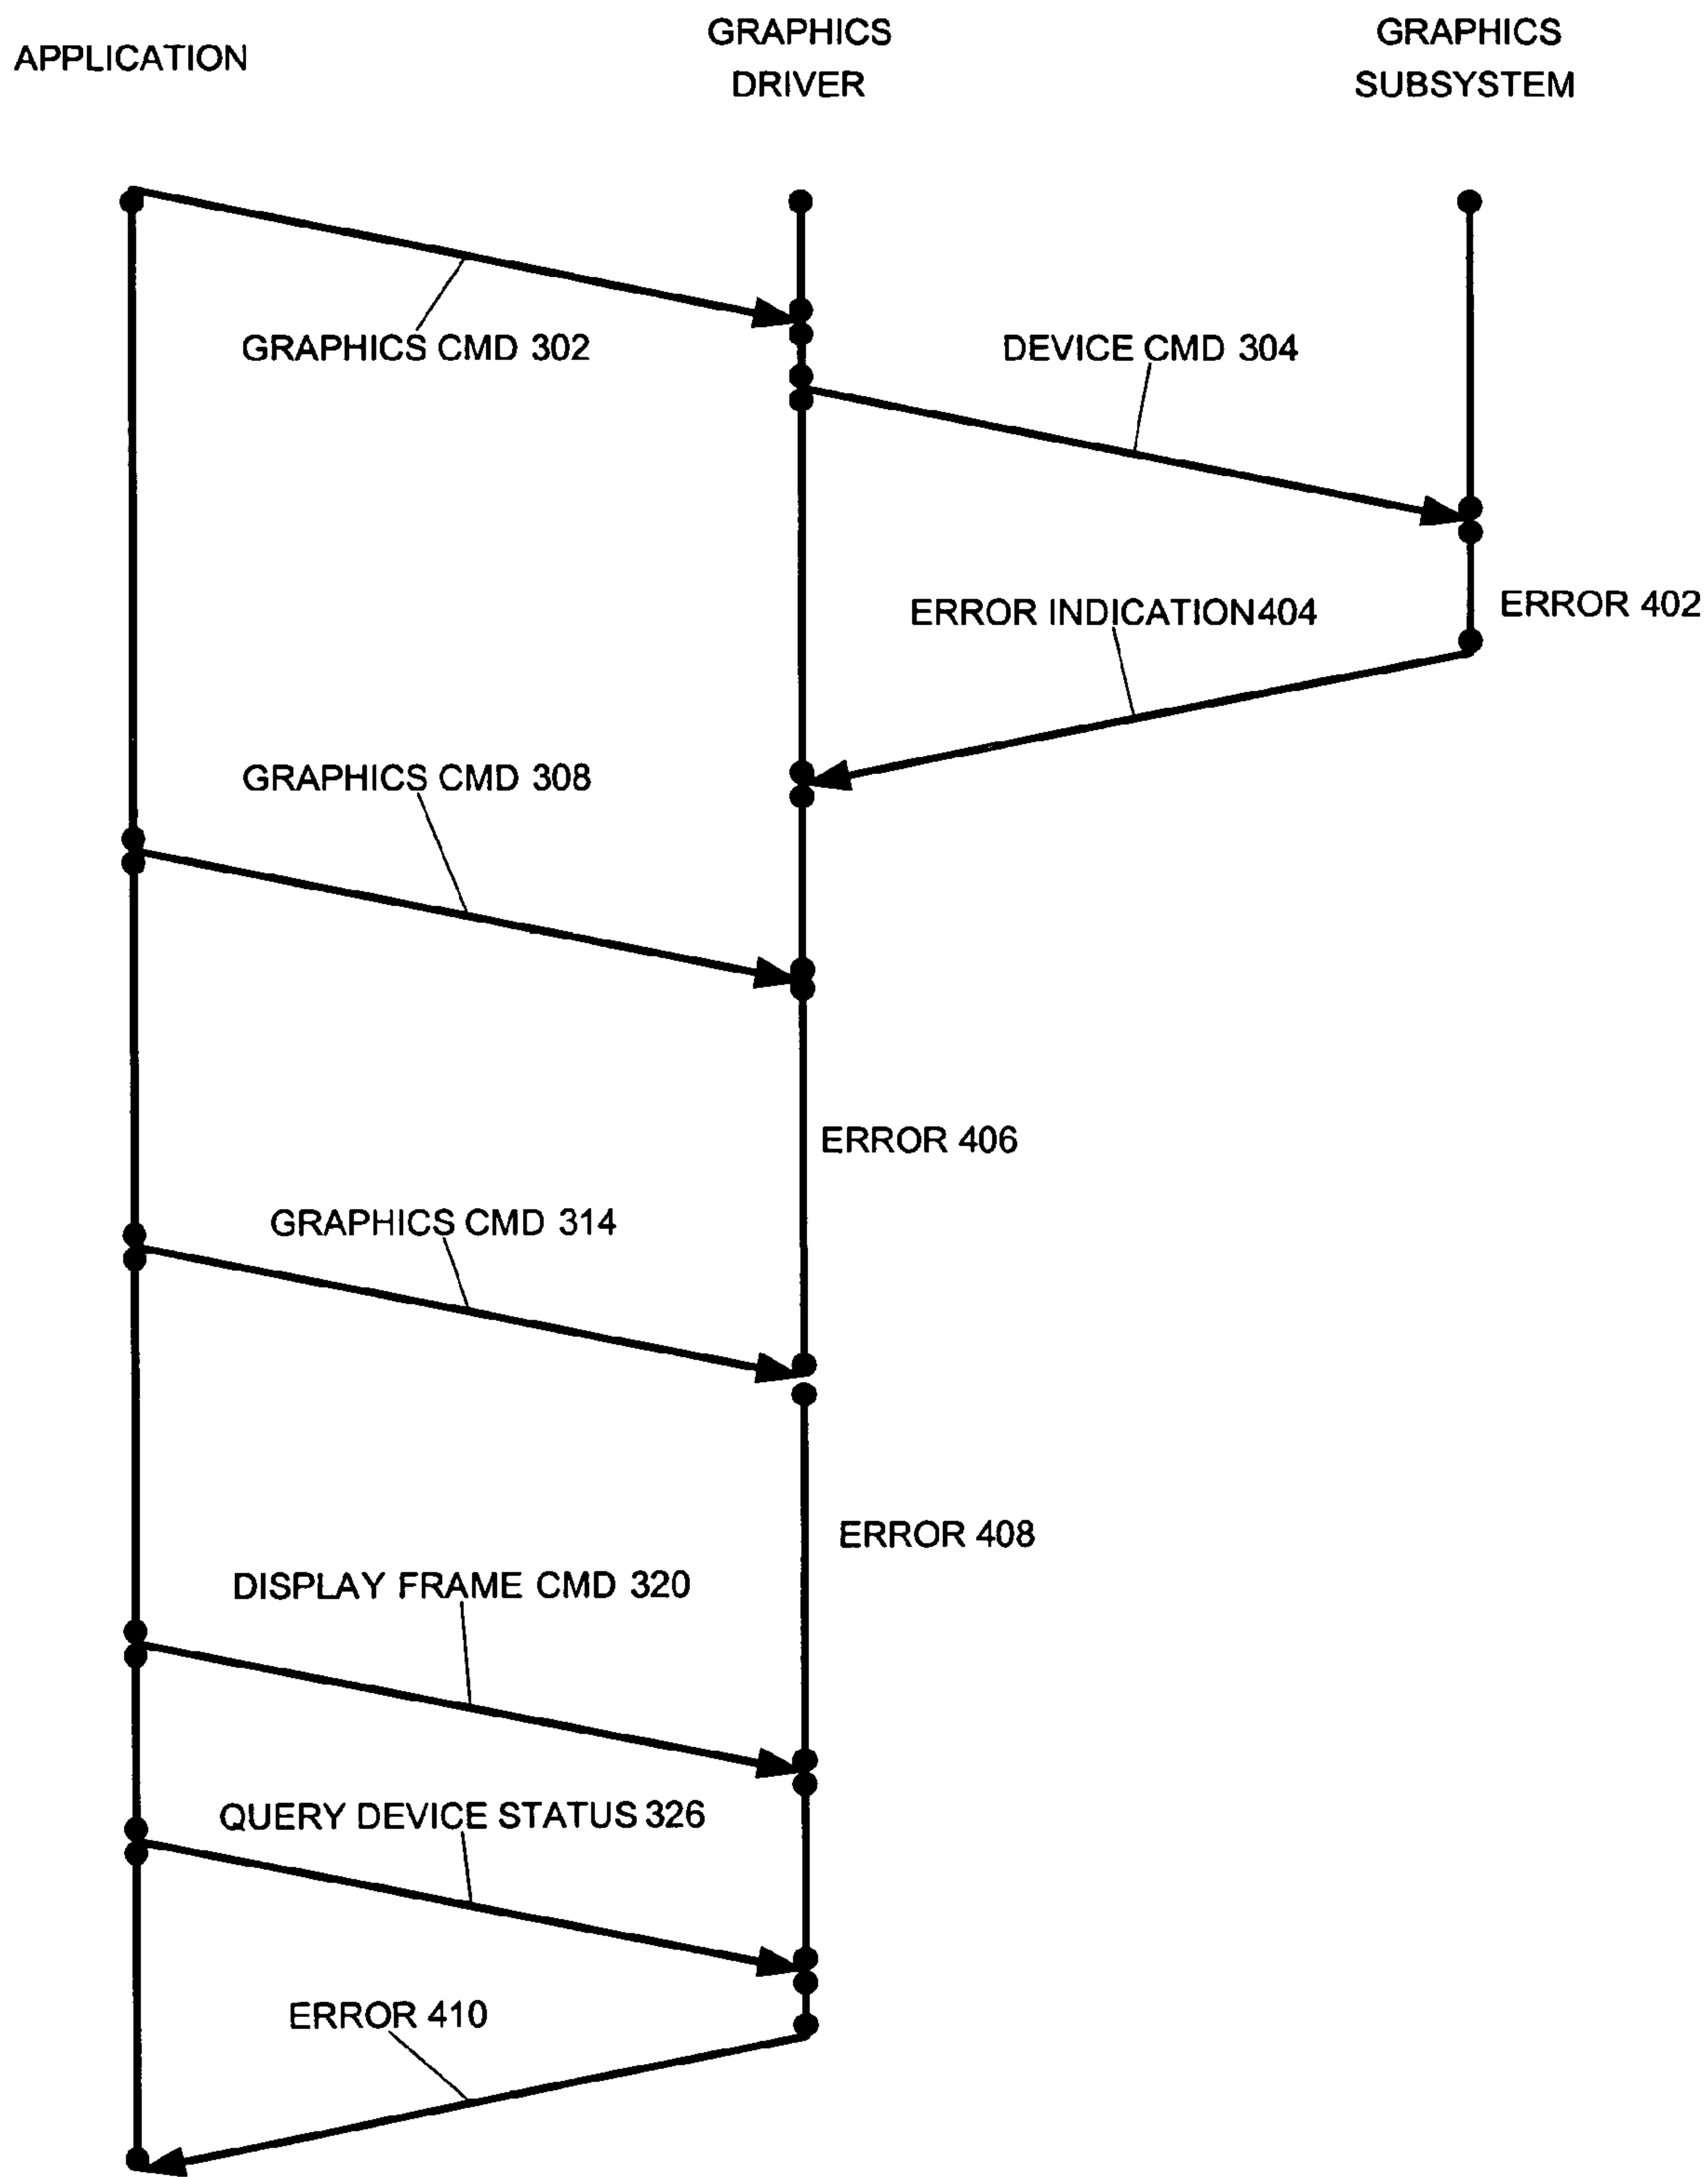 APPLICATION
GRAPHICS
DRIVER
GRAPHICS
SUBSYSTEM
GRAPHICS CMD 302
DEVICE CMD 304
ERROR INDICATION404
ERROR 402
GRAPHICS CMD 308
ERROR 406
GRAPHICS CMD 314
ERROR 408
DISPLAY FRAME CMD 320
QUERY DEVICE STATUS 326
ERROR 410